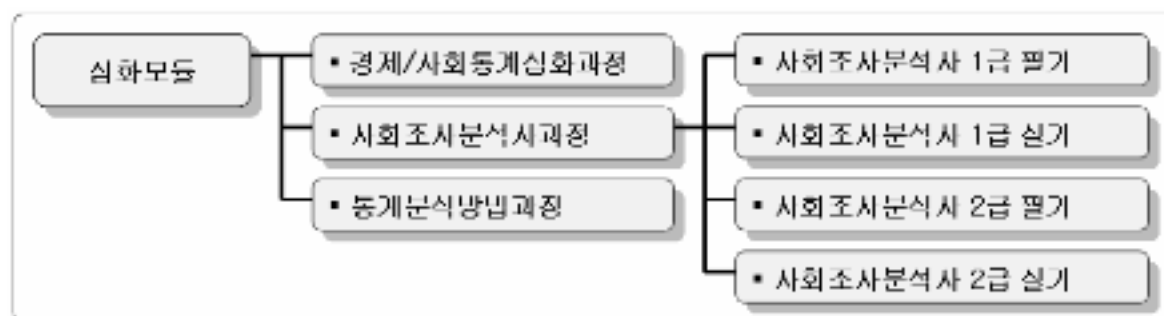 심화모듈
▪ 경제/사회통계심화과정
▪ 사회조사분석사과정
▪ 통계분석방법과정
▪ 사회조사분석사 1급 필기
▪ 사회조사분석사 1급 실기
▪ 사회조사분석사 2급 필기
▪ 사회조사분석사 2급 실기